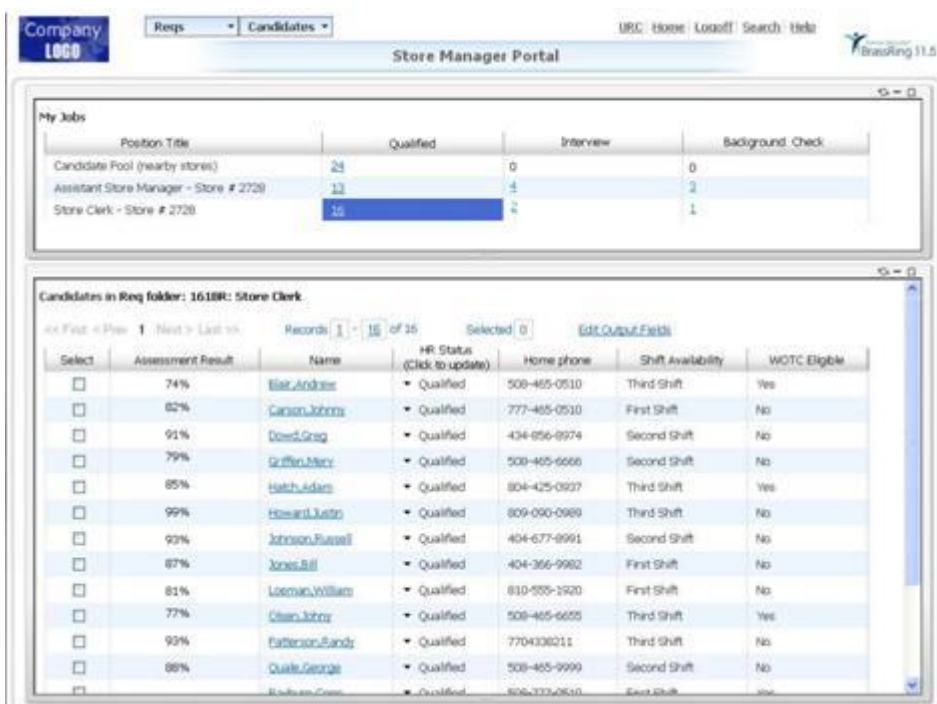 Company
LOGO
Reqs Candidates
URC Home Logoff Search Help
BrassRing 11.5
Store Manager Portal
My Jobs
Position Title Qualified Interview Background Check
Candidate Pool (nearby stores) 24 0 0
Assistant Store Manager - Store # 2728 13 4 3
Store Clerk - Store # 2728 16 2 1
Candidates in Req folder: 1618R: Store Clerk
<< First < Prev 1 Next > Last >> Records 1 - 16 of 16 Selected 0 Edit Output Fields
Select Assessment Result Name HR Status (Click to update) Home phone Shift Availability WOTC Eligible
74% Blair,Andrew Qualified 508-465-0510 Third Shift Yes
82% Carson,Johnny Qualified 777-465-0510 First Shift No
91% Dowd,Greg Qualified 434-856-8974 Second Shift No
79% Griffen,Mery Qualified 508-465-6666 Second Shift No
85% Hatch,Adam Qualified 804-425-0937 Third Shift Yes
99% Howard,Justin Qualified 809-090-0989 Third Shift No
93% Johnson,Russell Qualified 404-677-8991 Second Shift No
87% Jones,Bill Qualified 404-366-9982 First Shift No
81% William Qualified 810-555-1920 First Shift No
77% Olsen,Johny Qualified 508-465-6655 Third Shift Yes
93% Patterson,Randy Qualified 7704338211 Third Shift No
88% Quale,George Qualified 508-465-9999 Second Shift No